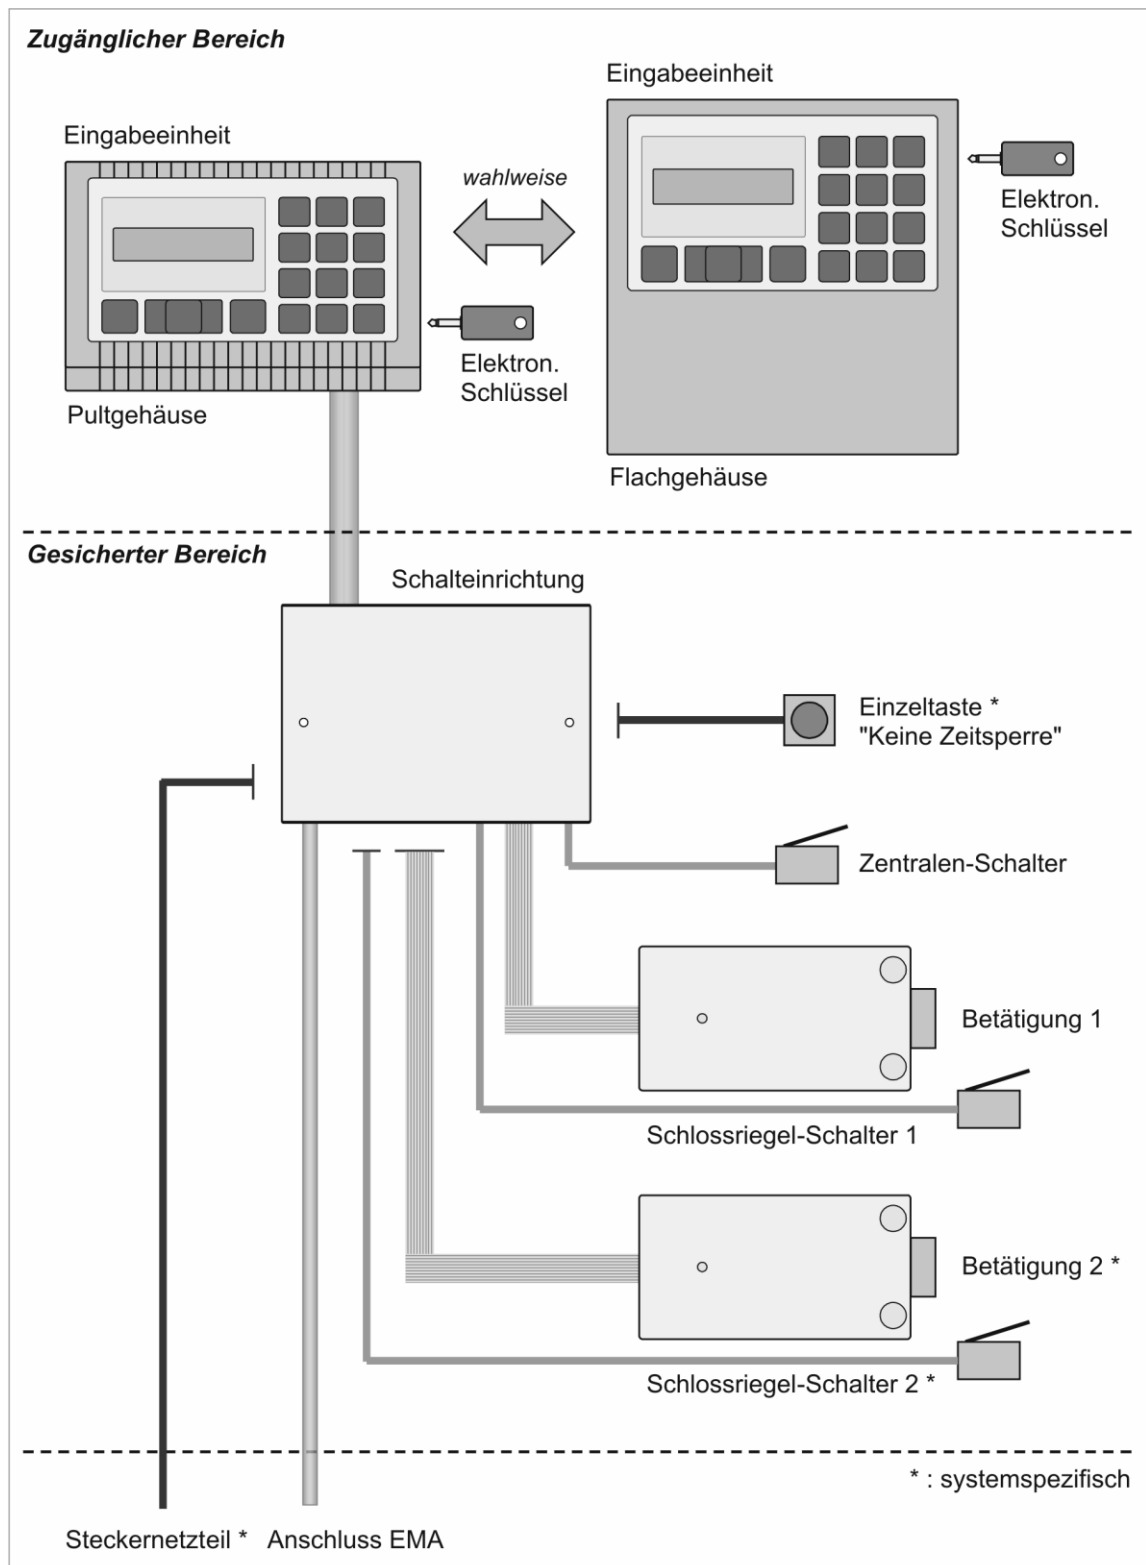 Zugänglicher Bereich
Eingabeeinheit
Eingabeeinheit
wahlweise
Elektron.
Schlüssel
Elektron.
Schlüssel
Pultgehäuse
Flachgehäuse
Gesicherter Bereich
Schalteinrichtung
Einzeltaste *
"Keine Zeitsperre"
Zentralen-Schalter
Betätigung 1
Schlossriegel-Schalter 1
Betätigung 2 *
Schlossriegel-Schalter 2 *
* : systemspezifisch
Steckernetzteil * Anschluss EMA